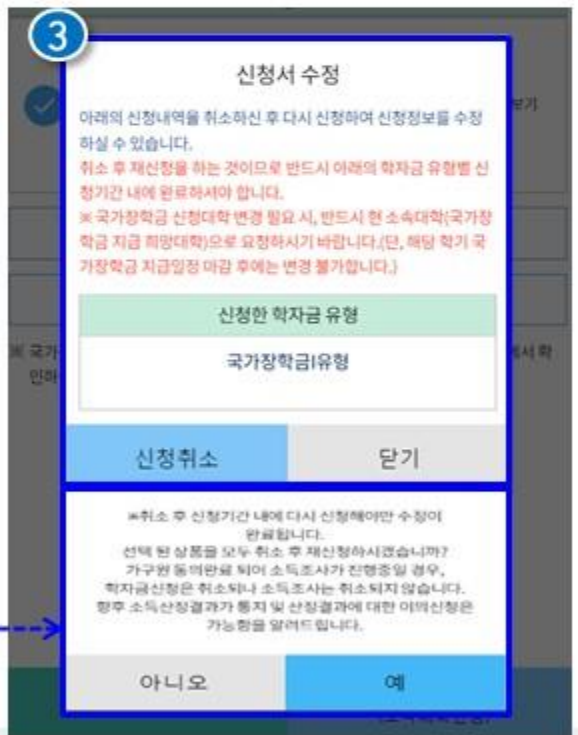 3
신청서 수정
보기
아래의 신청내역을 취소하신 후 다시 신청하여 신청정보를 수정
하실 수 있습니다.
취소 후 재신청을 하는 것이므로 반드시 아래의 학자금 유형별 신
청기간 내에 완료하셔야 합니다.
※ 국가장학금 신청대학 변경 필요 시, 반드시 현 소속대학(국가장
학금 지급 희망대학)으로 요청하시기 바랍니다.(단, 해당 학기 국
가장학금 지급일정 마감 후에는 변경 불가합니다.)
신청한 학자금 유형
※ 국가
에서 확
국가장학금I유형
인하
신청취소
닫기
※취소 후 신청기간 내에 다시 신청해야만 수정이
완료됩니다.
선택 된 상품을 모두 취소 후 재신청하시겠습니까?
가구원 동의완료 되어 소득조사가 진행중일 경우,
학자금신청은 취소되나 소득조사는 취소되지 않습니다.
향후 소득산정결과가 통지 및 산정결과에 대한 이의신청은
가능함을 알려드립니다.
아니오
예